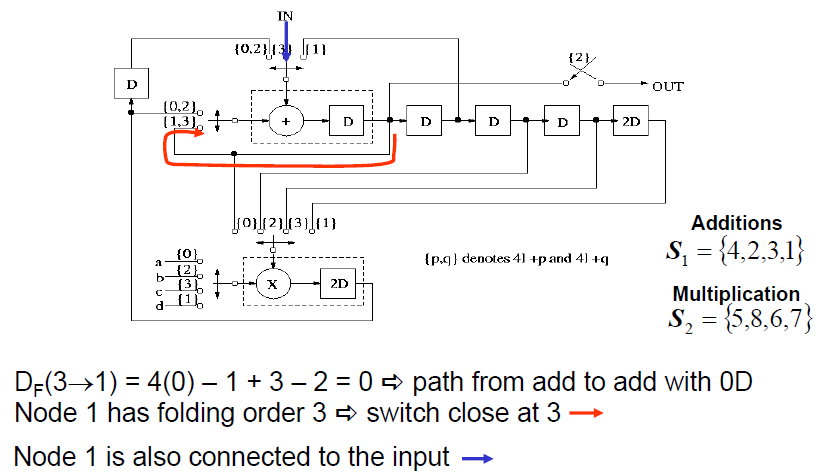 IN
{0,2} {3} {1}
{2}
D
OUT
{0,2}
{1,3}
+ D D D D 2D
{0} {2} {3} {1}
Additions
S₁ = {4,2,3,1}
a {0}
b {2}
c {3}
d {1}
X 2D
{p,q} denotes 4l +p and 4l +q
Multiplication
S₂ = {5,8,6,7}
D_F(3→1) = 4(0) – 1 + 3 – 2 = 0 ⇨ path from add to add with 0D
Node 1 has folding order 3 ⇨ switch close at 3 →
Node 1 is also connected to the input →